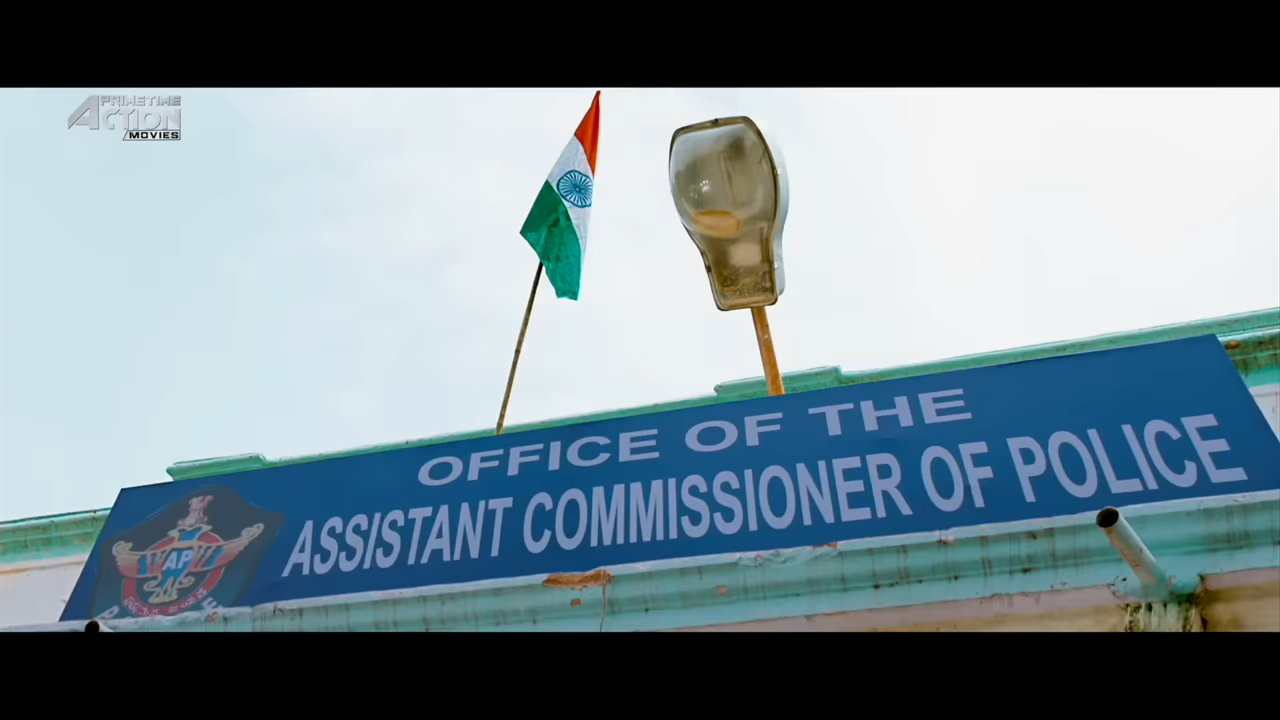 PRIMETIME
ACTION
MOVIES
OFFICE OF THE
ASSISTANT COMMISSIONER OF POLICE
AP